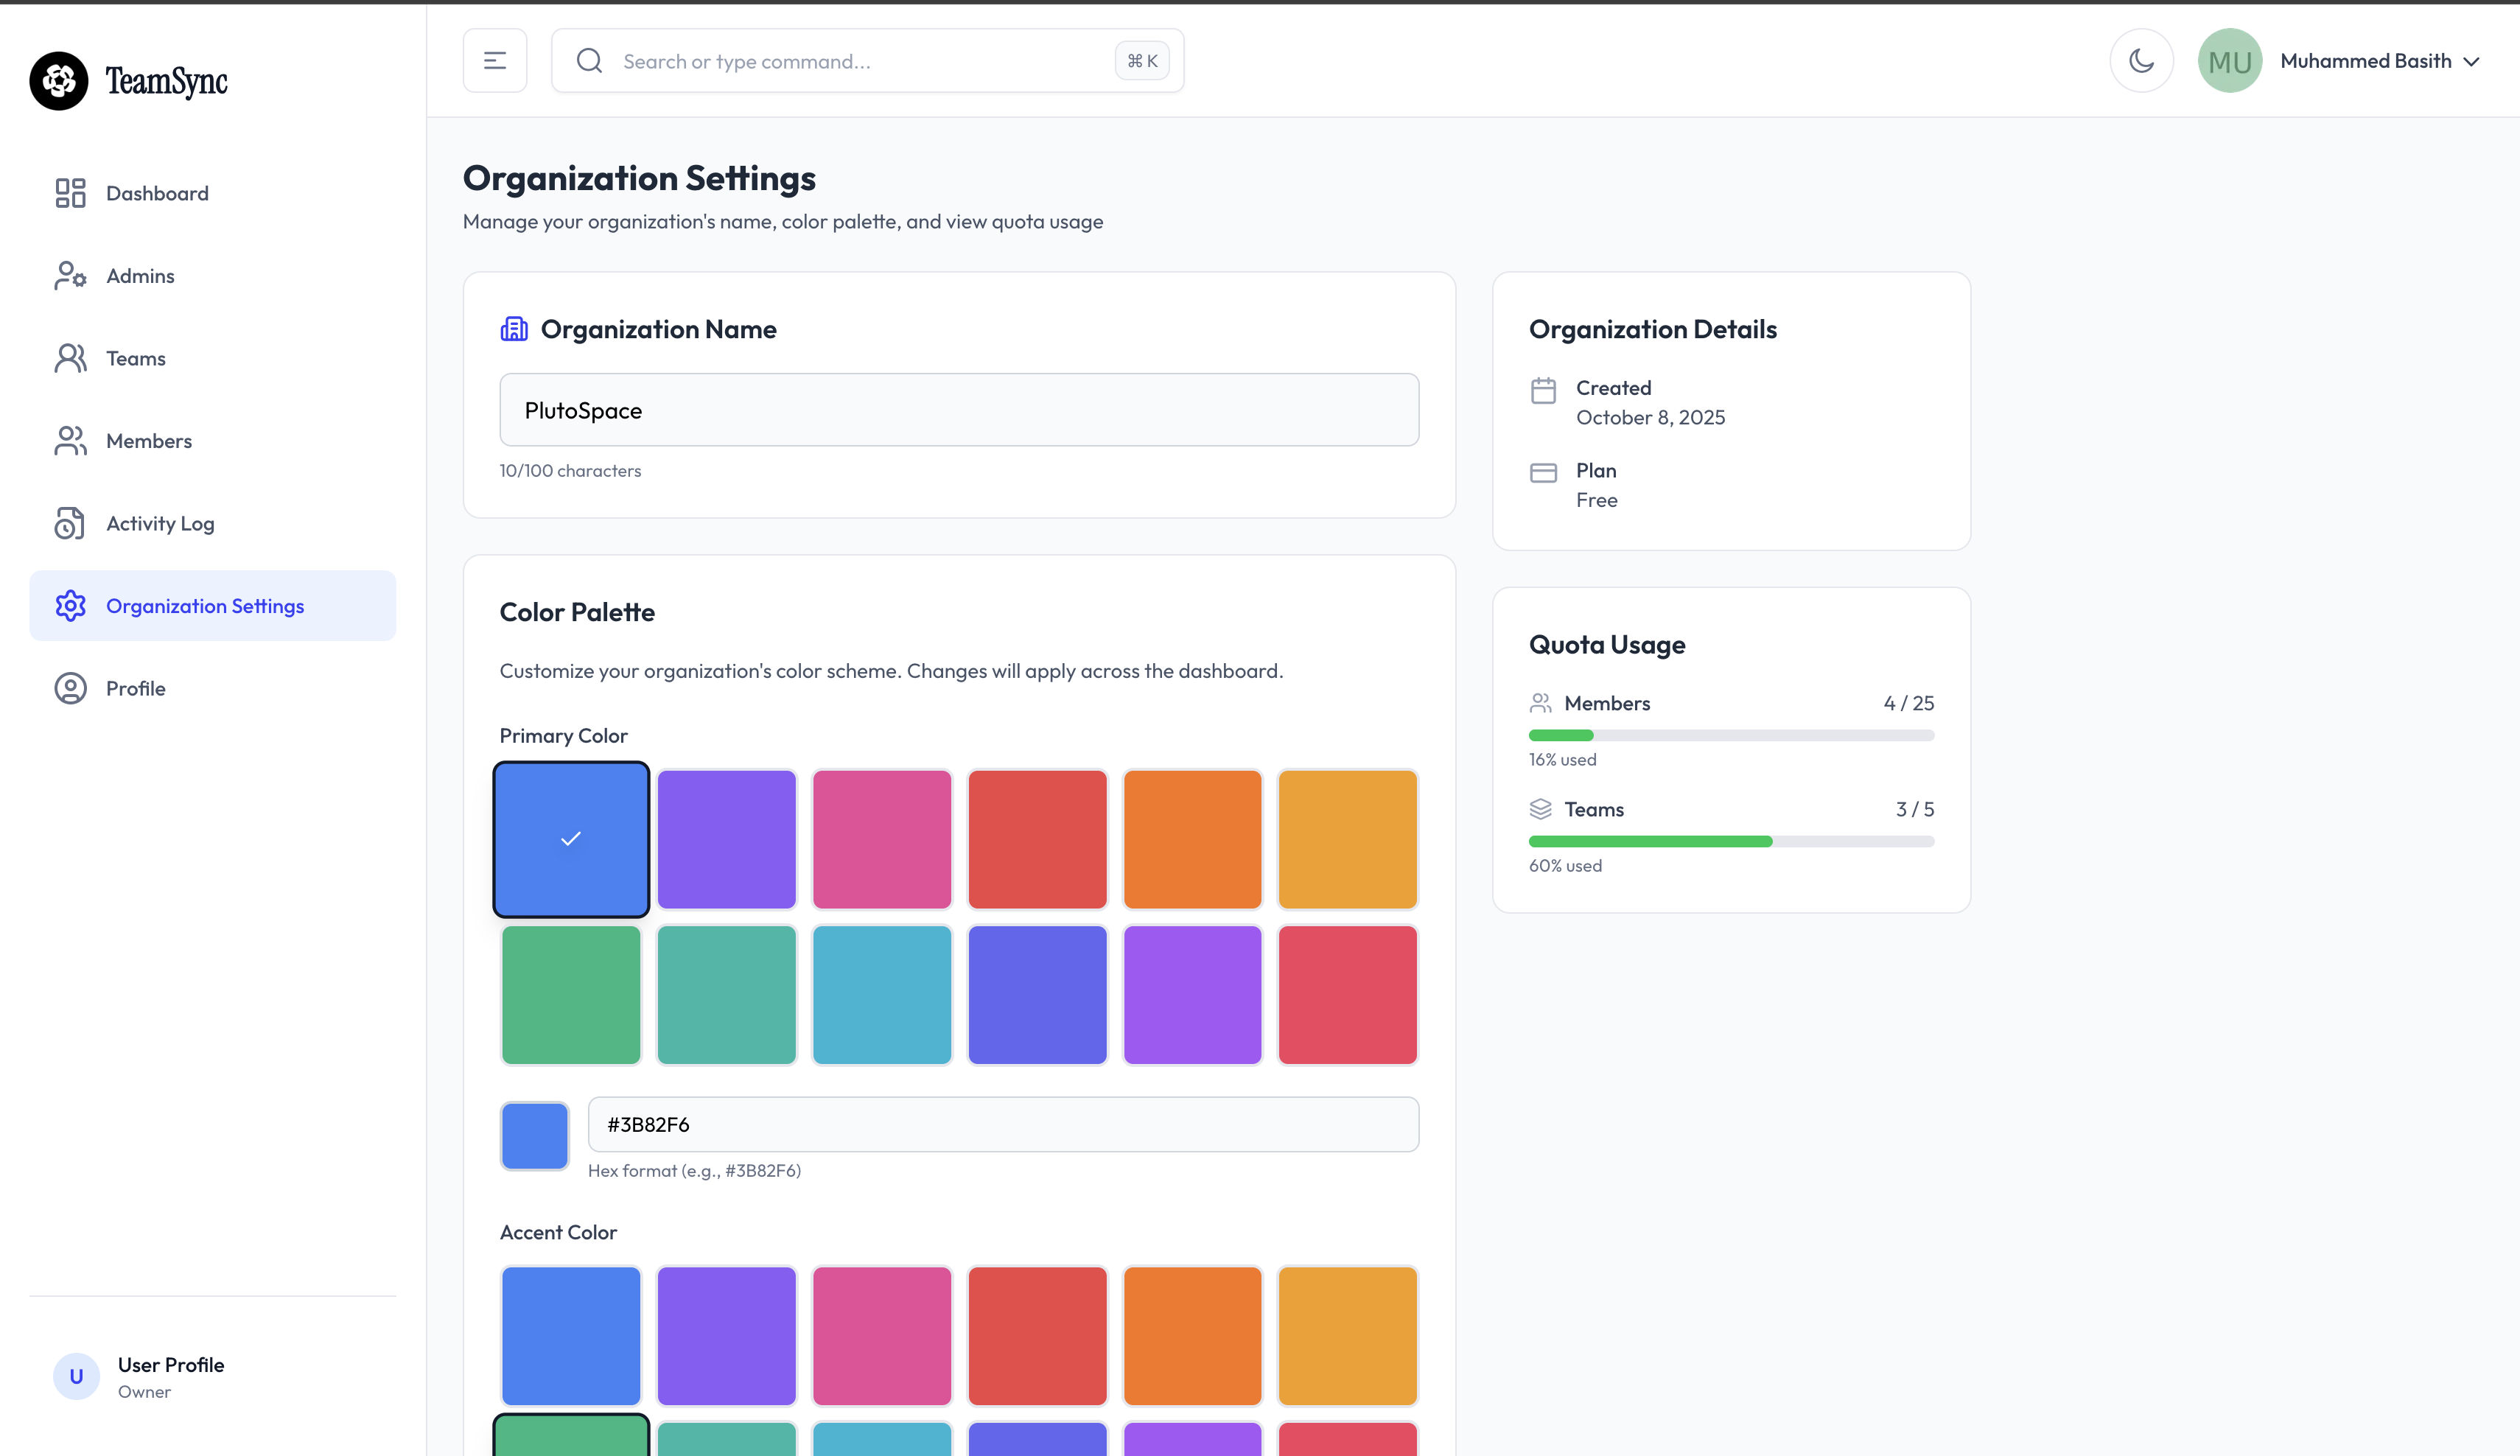 TeamSync
Search or type command...
⌘ K
MU
Muhammed Basith
Dashboard
Admins
Teams
Members
Activity Log
Organization Settings
Profile
U
User Profile
Owner
Organization Settings
Manage your organization's name, color palette, and view quota usage
Organization Name
PlutoSpace
10/100 characters
Color Palette
Customize your organization's color scheme. Changes will apply across the dashboard.
Primary Color
#3B82F6
Hex format (e.g., #3B82F6)
Accent Color
Organization Details
Created
October 8, 2025
Plan
Free
Quota Usage
Members
4 / 25
16% used
Teams
3 / 5
60% used